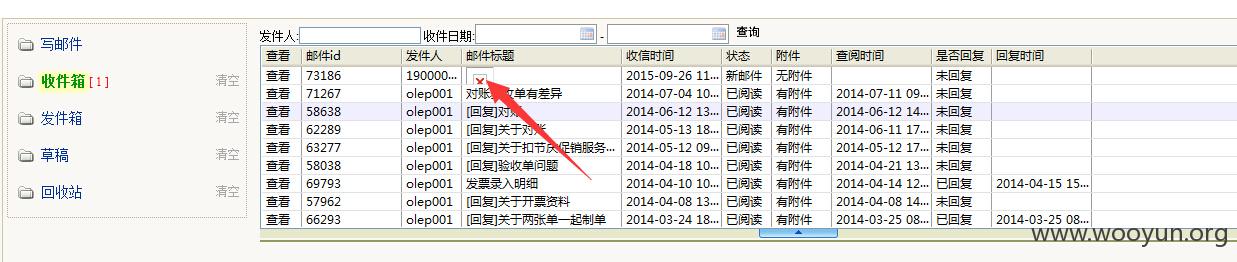 发件人: 收件日期: - 查询
写邮件
收件箱[1] 清空
发件箱 清空
草稿 清空
回收站 清空
查看 邮件id 发件人 邮件标题 收信时间 状态 附件 查阅时间 是否回复 回复时间
查看 73186 190000... 2015-09-26 11... 新邮件 无附件 未回复
查看 71267 olep001 对账 收单有差异 2014-07-04 10... 已阅读 有附件 2014-07-11 09... 未回复
查看 58638 olep001 [回复]对账 2014-06-12 13... 已阅读 有附件 2014-06-12 14... 未回复
查看 62289 olep001 [回复]关于对账 2014-05-13 18... 已阅读 有附件 2014-06-11 17... 未回复
查看 63277 olep001 [回复]关于扣节庆促销服务... 2014-05-12 09... 已阅读 有附件 2014-05-12 17... 未回复
查看 58038 olep001 [回复]验收单问题 2014-04-18 10... 已阅读 有附件 2014-04-21 13... 未回复
查看 69793 olep001 发票录入明细 2014-04-10 10... 已阅读 有附件 2014-04-14 12... 已回复 2014-04-15 15...
查看 57962 olep001 [回复]关于开票资料 2014-04-08 13... 已阅读 有附件 2014-04-08 14... 未回复
查看 66293 olep001 [回复]关于两张单一起制单 2014-03-24 18... 已阅读 有附件 2014-03-25 08... 已回复 2014-03-25 08...
www.wooyun.org